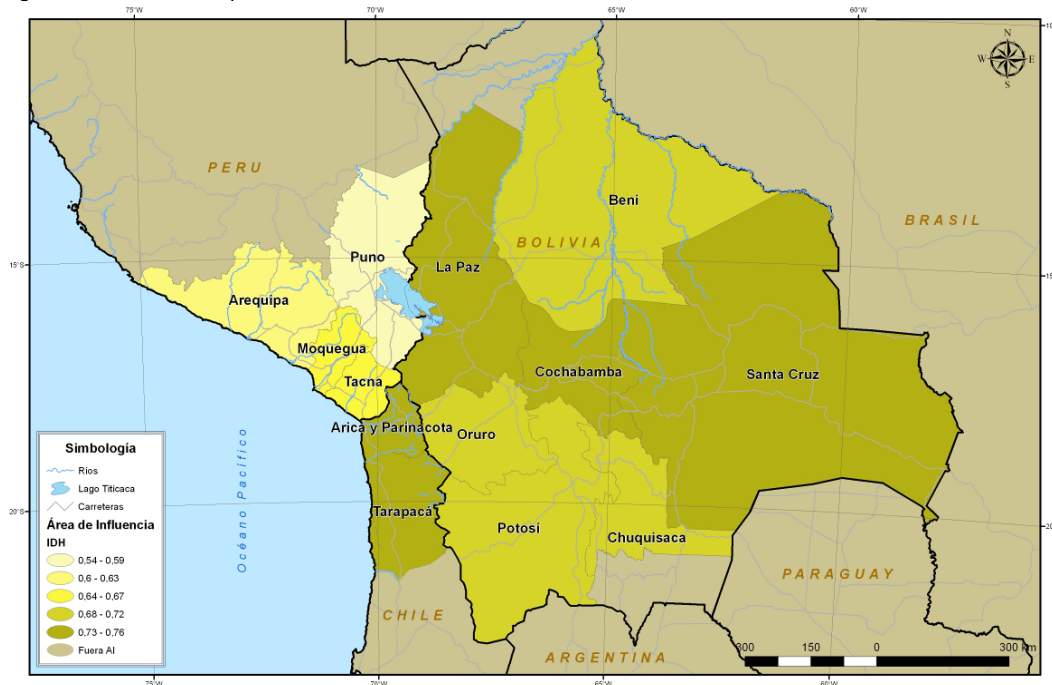 75°W
70°W
65°W
60°W
10°
N
W
E
S
PERU
BRASIL
Beni
BOLIVIA
15°S
15°
Puno
La Paz
Arequipa
Moquegua
Tacna
Cochabamba
Santa Cruz
Arica y Parinacota
Oruro
Simbología
Ríos
Lago Titicaca
Carreteras
Área de Influencia
IDH
0,54 - 0,59
0,6 - 0,63
0,64 - 0,67
0,68 - 0,72
0,73 - 0,76
Fuera AI
Océano Pacífico
20°S
20
Tarapacá
Potosí
Chuquisaca
PARAGUAY
CHILE
ARGENTINA
300
150
0
300 km
75°W
70°W
65°W
60°W